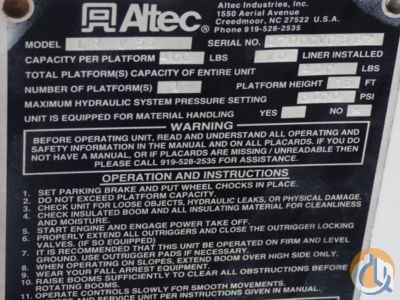 Altec®
Altec Industries, Inc.
1550 Aerial Avenue
Creedmoor, NC 27522 U.S.A.
Phone 919-528-2535
MODEL
SERIAL NO.
CAPACITY PER PLATFORM LBS LINER INSTALLED
TOTAL PLATFORM(S) CAPACITY OF ENTIRE UNIT LBS
NUMBER OF PLATFORM(S) PLATFORM HEIGHT FT
MAXIMUM HYDRAULIC SYSTEM PRESSURE SETTING PSI
UNIT IS EQUIPPED FOR MATERIAL HANDLING YES NO
WARNING
BEFORE OPERATING UNIT, READ AND UNDERSTAND ALL OPERATING AND
SAFETY INFORMATION IN THE MANUAL AND ON ALL PLACARDS. IF YOU DO
NOT HAVE A MANUAL, OR IF PLACARDS ARE MISSING/UNREADABLE THEN
PLEASE CALL 919-528-2535 FOR ASSISTANCE.
OPERATION AND INSTRUCTIONS
1. SET PARKING BRAKE AND PUT WHEEL CHOCKS IN PLACE.
2. DO NOT EXCEED PLATFORM CAPACITY.
3. CHECK UNIT FOR LOOSE OBJECTS, HYDRAULIC LEAKS, OR PHYSICAL DAMAGE.
4. CHECK INSULATED BOOM AND ALL INSULATING MATERIAL FOR CLEANLINESS
AND MOISTURE.
5. START ENGINE AND ENGAGE POWER TAKE OFF.
6. PROPERLY EXTEND ALL OUTRIGGERS AND CLOSE THE OUTRIGGER LOCKING
VALVES, (IF SO EQUIPPED)
7. IT IS RECOMMENDED THAT THIS UNIT BE OPERATED ON FIRM AND LEVEL
GROUND. USE OUTRIGGER PADS IF NECESSARY.
8. WHEN OPERATING ON SLOPES, EXTENDED BOOM OVER HIGH SIDE ONLY.
9. WEAR YOUR FALL ARREST EQUIPMENT.
10. RAISE BOOMS SUFFICIENTLY TO CLEAR ALL OBSTRUCTIONS BEFORE
ROTATING BOOMS.
11. OPERATE CONTROLS SLOWLY FOR SMOOTH MOVEMENTS.
AND SERVICE UNIT PER INSTRUCTIONS GIVEN IN MANUAL.